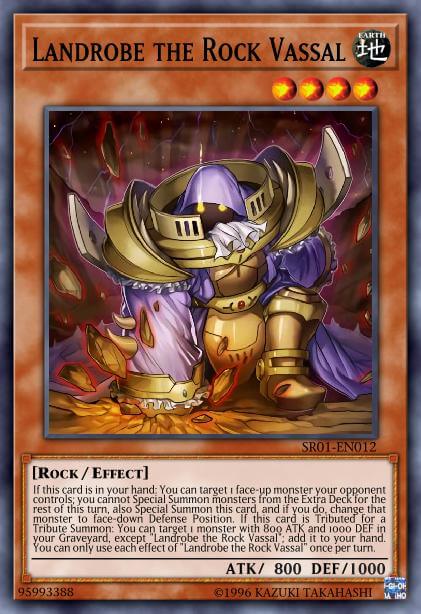 LANDROBE THE ROCK VASSAL
EARTH
地
SR01-EN012
[ROCK / EFFECT]
If this card is in your hand: You can target 1 face-up monster your opponent
controls; you cannot Special Summon monsters from the Extra Deck for the
rest of this turn, also Special Summon this card, and if you do, change that
monster to face-down Defense Position. If this card is Tributed for a
Tribute Summon: You can target 1 monster with 800 ATK and 1000 DEF in
your Graveyard, except "Landrobe the Rock Vassal"; add it to your hand.
You can only use each effect of "Landrobe the Rock Vassal" once per turn.
ATK/ 800 DEF/1000
95993388
©1996 KAZUKI TAKAHASHI